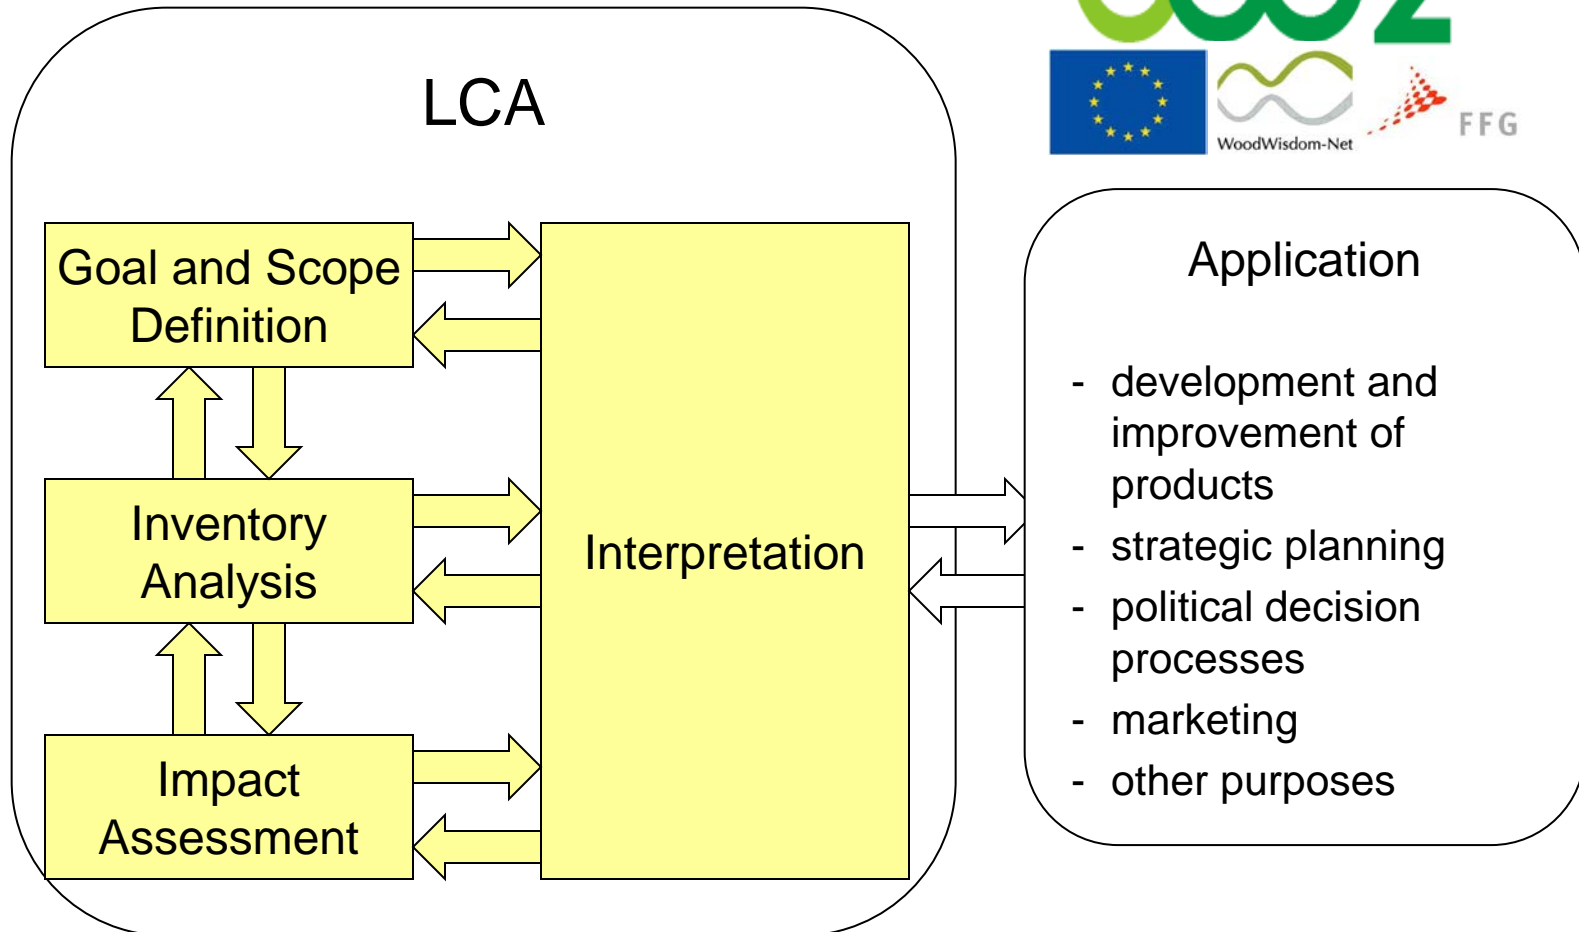 LCA
WoodWisdom-Net
FFG
Goal and Scope
Definition
Inventory
Analysis
Impact
Assessment
Interpretation
Application
- development and
improvement of
products
- strategic planning
- political decision
processes
- marketing
- other purposes